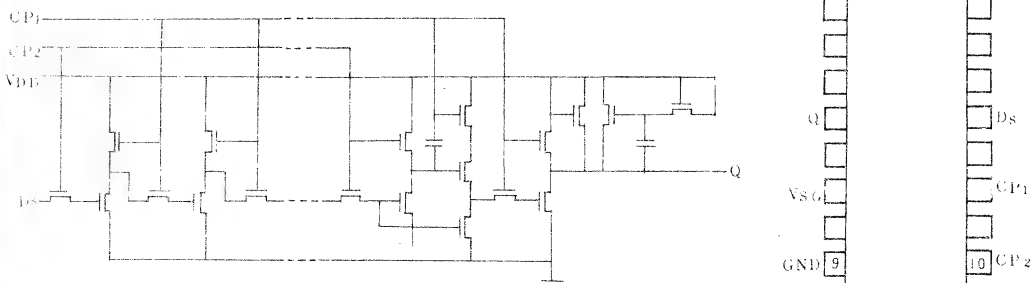 CP1
CP2
VDD
Ds
Q
Q
Ds
VSG
CP1
GND 9
10 CP2